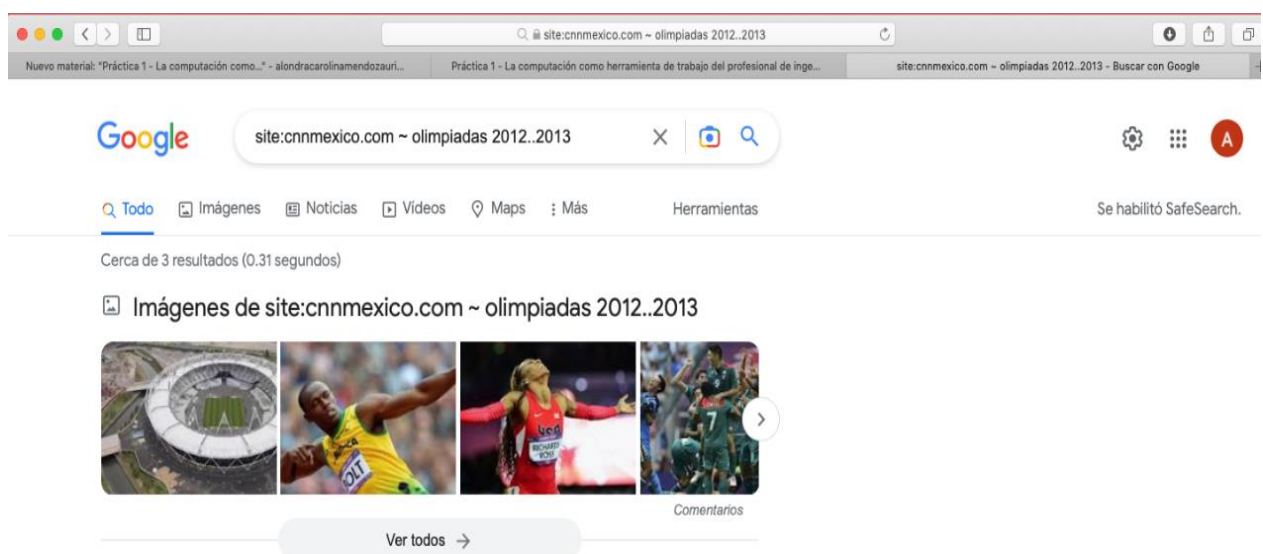 site:cnnmexico.com ~ olimpiadas 2012..2013
Nuevo material: "Práctica 1 - La computación como..." - alondracarolinamendozauri...
Práctica 1 - La computación como herramienta de trabajo del profesional de inge...
site:cnnmexico.com ~ olimpiadas 2012..2013 - Buscar con Google
Google
site:cnnmexico.com ~ olimpiadas 2012..2013
A
Todo
Imágenes
Noticias
Vídeos
Maps
Más
Herramientas
Se habilitó SafeSearch.
Cerca de 3 resultados (0.31 segundos)
Imágenes de site:cnnmexico.com ~ olimpiadas 2012..2013
BOLT
RICHARDS
ROSS
9
7
Comentarios
Ver todos